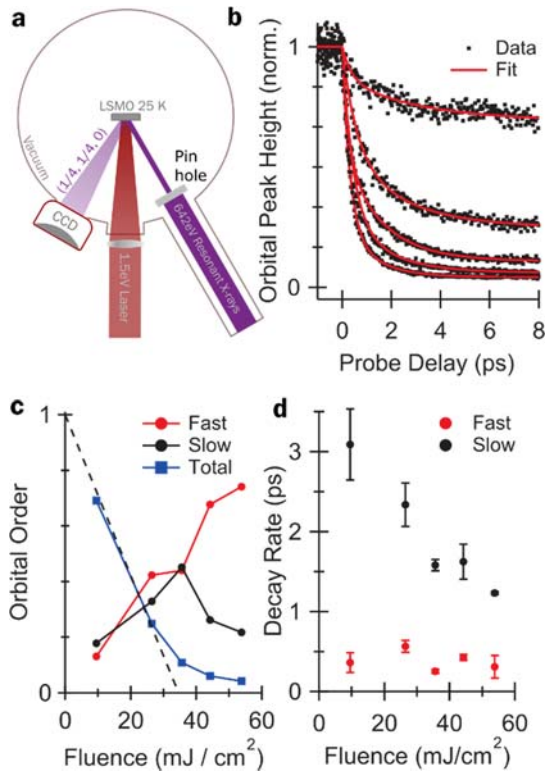 a
LSMO 25 K
Vacuum
(1/4, 1/4, 0)
Pin
hole
CCD
1.5eV Laser
642eV Resonant X-rays
b
Orbital Peak Height (norm.)
1
0
Data
Fit
0 2 4 6 8
Probe Delay (ps)
c
Orbital Order
1
0
Fast
Slow
Total
0 20 40 60
Fluence (mJ / cm²)
d
Decay Rate (ps)
3
2
1
0
Fast
Slow
0 20 40 60
Fluence (mJ/cm²)